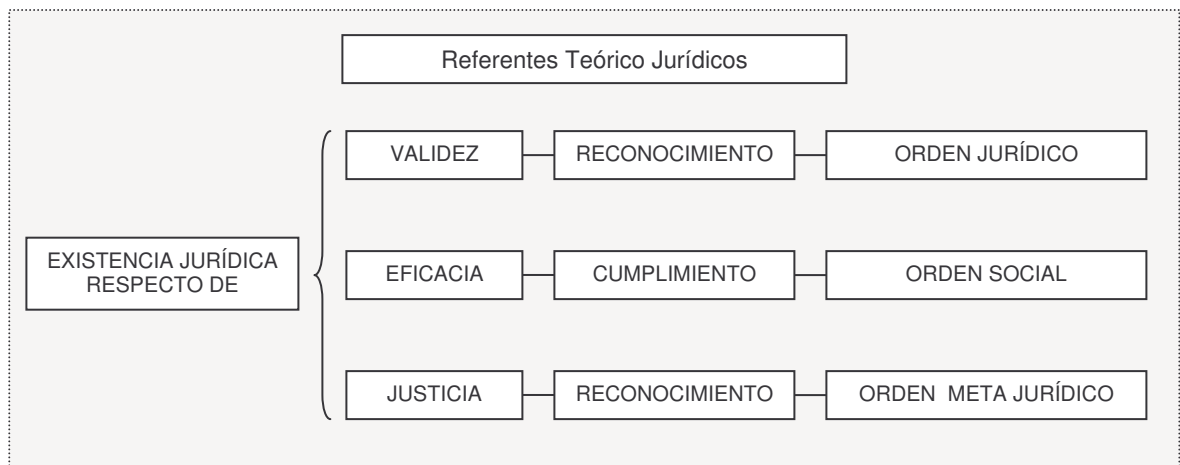 Referentes Teórico Jurídicos
VALIDEZ RECONOCIMIENTO ORDEN JURÍDICO
EXISTENCIA JURÍDICA
RESPECTO DE
EFICACIA CUMPLIMIENTO ORDEN SOCIAL
JUSTICIA RECONOCIMIENTO ORDEN META JURÍDICO